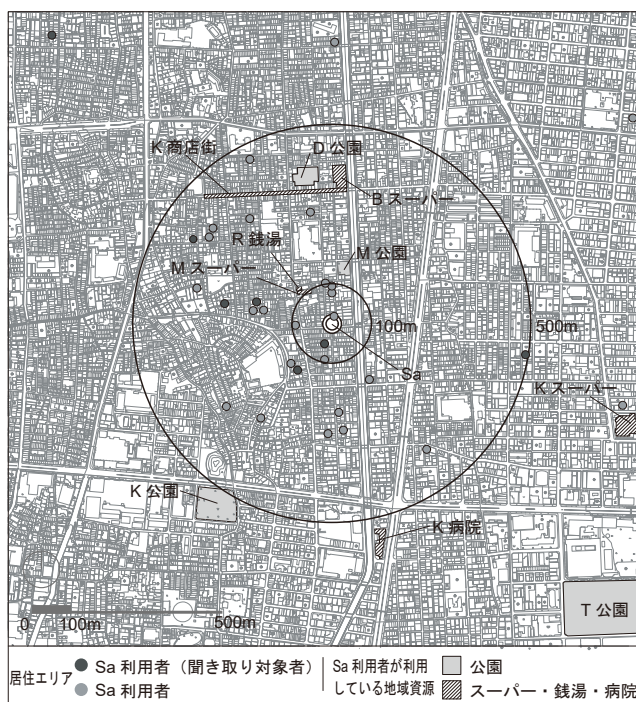 D 公園
K 商店街
B スーパー
R 銭湯
M 公園
M スーパー
100m
500m
Sa
K スーパー
K 公園
K 病院
T 公園
0 100m 500m
居住エリア
Sa 利用者（聞き取り対象者）
Sa 利用者
Sa 利用者が利用
している地域資源
公園
スーパー・銭湯・病院